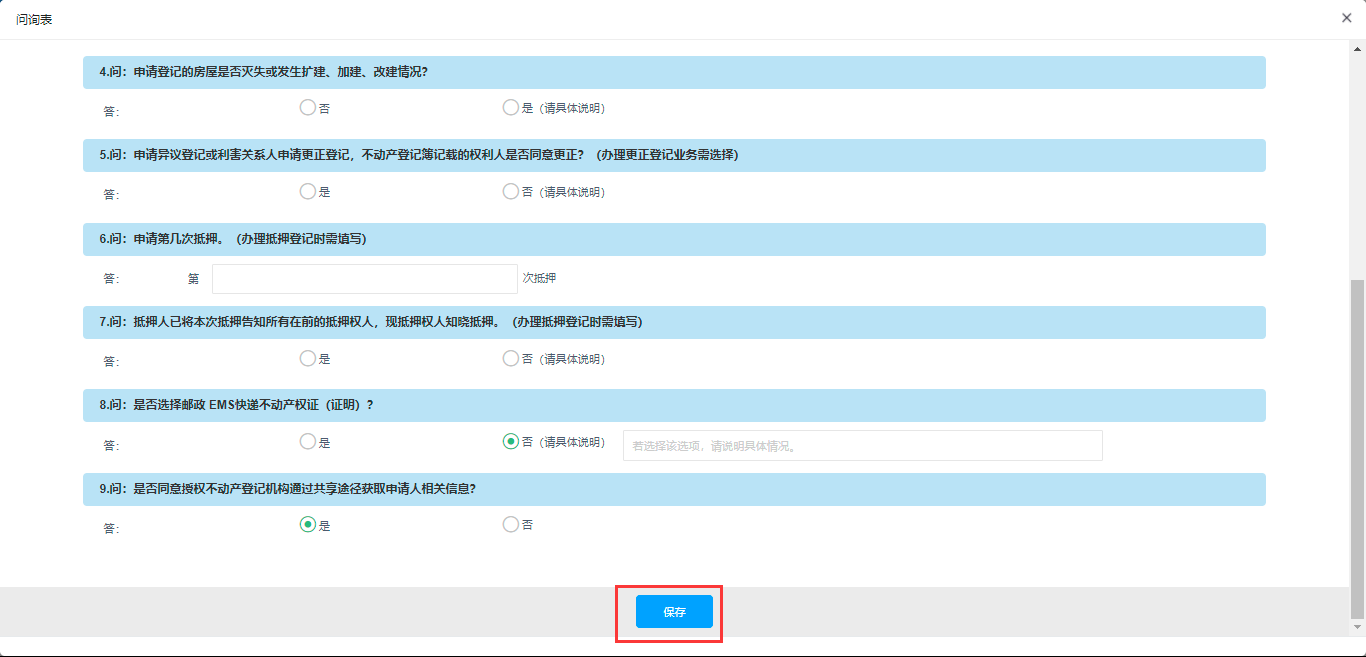 问询表
4.问：申请登记的房屋是否灭失或发生扩建、加建、改建情况?
答：
否
是（请具体说明）
5.问：申请异议登记或利害关系人申请更正登记，不动产登记簿记载的权利人是否同意更正？（办理更正登记业务需选择）
答：
是
否（请具体说明）
6.问：申请第几次抵押。（办理抵押登记时需填写）
答：
第
次抵押
7.问：抵押人已将本次抵押告知所有在前的抵押权人，现抵押权人知晓抵押。（办理抵押登记时需填写）
答：
是
否（请具体说明）
8.问：是否选择邮政 EMS快递不动产权证（证明）？
答：
是
否（请具体说明）
若选择该选项，请说明具体情况。
9.问：是否同意授权不动产登记机构通过共享途径获取申请人相关信息?
答：
是
否
保存